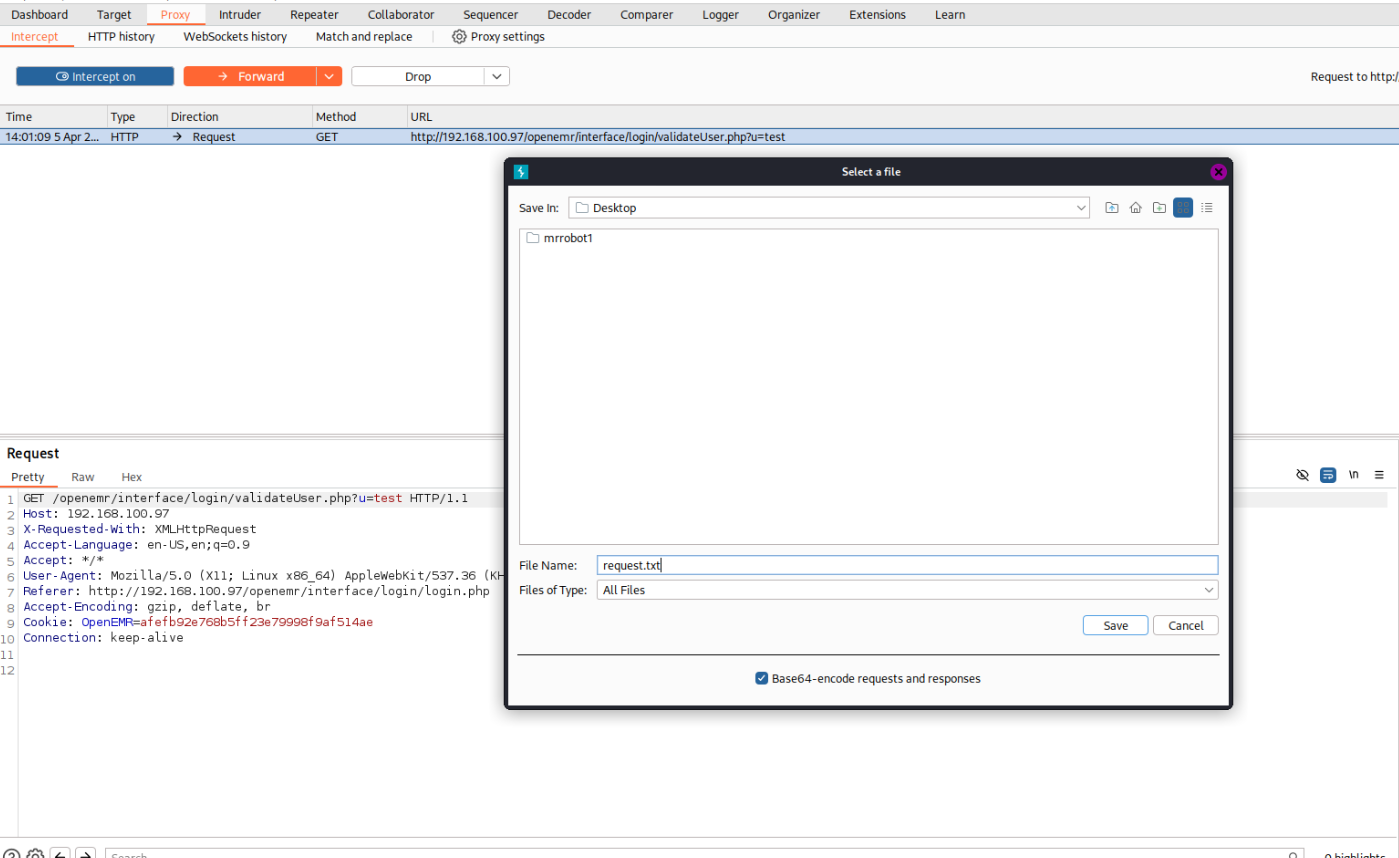 Dashboard Target Proxy Intruder Repeater Collaborator Sequencer Decoder Comparer Logger Organizer Extensions Learn
Intercept HTTP history WebSockets history Match and replace Proxy settings
Intercept on → Forward Drop Request to http:/
Time Type Direction Method URL
14:01:09 5 Apr 2... HTTP → Request GET http://192.168.100.97/openemr/interface/login/validateUser.php?u=test
Select a file
Save In: Desktop
mrrobot1
File Name: request.txt
Files of Type: All Files
Save Cancel
Base64-encode requests and responses
Request
Pretty Raw Hex \n
1 GET /openemr/interface/login/validateUser.php?u=test HTTP/1.1
2 Host: 192.168.100.97
3 X-Requested-With: XMLHttpRequest
4 Accept-Language: en-US,en;q=0.9
5 Accept: */*
6 User-Agent: Mozilla/5.0 (X11; Linux x86_64) AppleWebKit/537.36 (KH
7 Referer: http://192.168.100.97/openemr/interface/login/login.php
8 Accept-Encoding: gzip, deflate, br
9 Cookie: OpenEMR=afefb92e768b5ff23e79998f9af514ae
10 Connection: keep-alive
11
12
Search 0 highlights